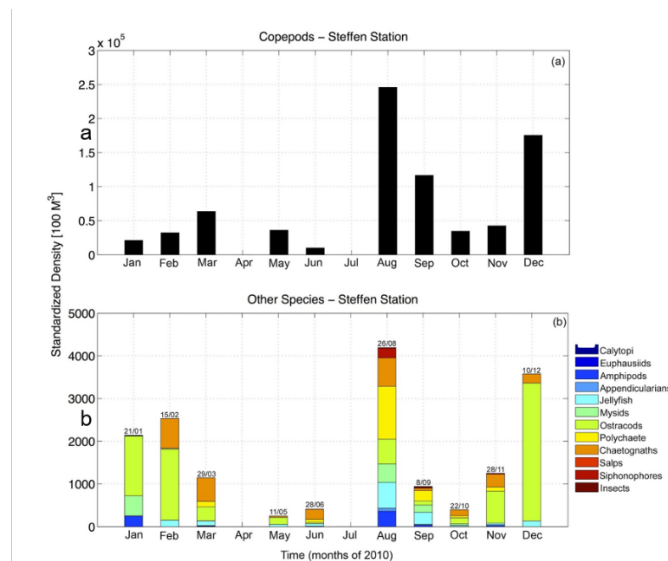 Copepods – Steffen Station
x 10⁵
(a)
3
2.5
2
a
1.5
1
0.5
0
Jan Feb Mar Apr May Jun Jul Aug Sep Oct Nov Dec
Standardized Density [100 M³]
Other Species – Steffen Station
(b)
5000
4000
3000
b
2000
1000
0
21/01 15/02 29/03 11/05 28/06 26/08 8/09 22/10 28/11 10/12
Jan Feb Mar Apr May Jun Jul Aug Sep Oct Nov Dec
Time (months of 2010)
Calytopi
Euphausiids
Amphipods
Appendicularians
Jellyfish
Mysids
Ostracods
Polychaete
Chaetognaths
Salps
Siphonophores
Insects